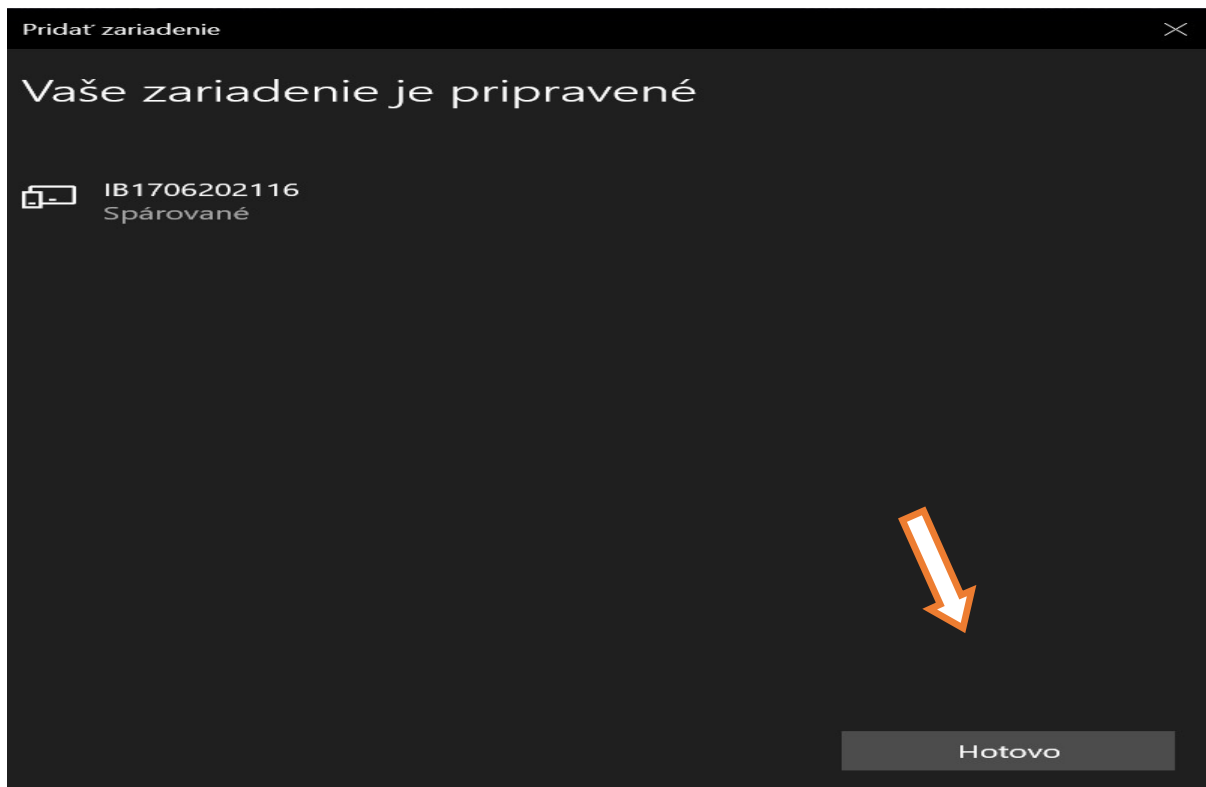 Pridať zariadenie
Vaše zariadenie je pripravené
IB1706202116
Spárované
Hotovo